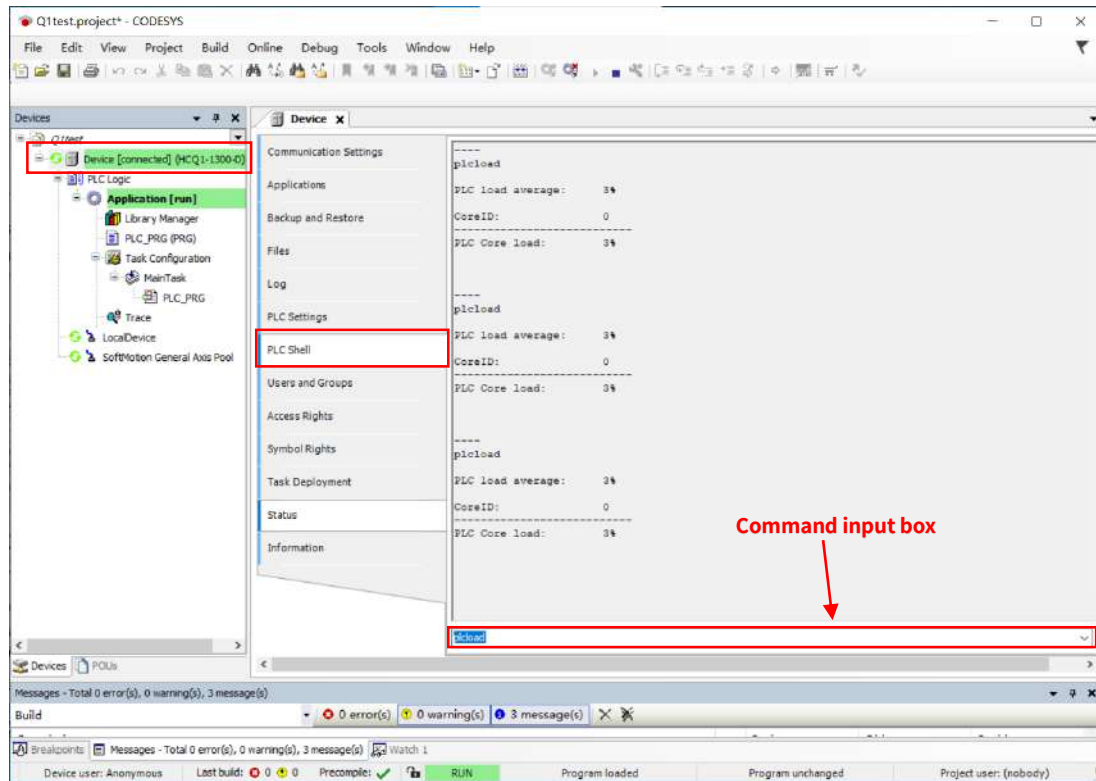 Q1test.project* - CODESYS
File Edit View Project Build Online Debug Tools Window Help
Devices
Device
Q1test
Device [connected] (HCQ1-1300-D)
PLC Logic
Application [run]
Library Manager
PLC_PRG (PRG)
Task Configuration
MainTask
PLC_PRG
Trace
LocalDevice
SoftMotion General Axis Pool
Communication Settings
Applications
Backup and Restore
Files
Log
PLC Settings
PLC Shell
Users and Groups
Access Rights
Symbol Rights
Task Deployment
Status
Information
----
plcload
PLC load average: 3%
CoreID: 0
--------------------------------
PLC Core load: 3%
----
plcload
PLC load average: 3%
CoreID: 0
--------------------------------
PLC Core load: 3%
----
plcload
PLC load average: 3%
CoreID: 0
--------------------------------
PLC Core load: 3%
Command input box
plcload
Devices POUs
Messages - Total 0 error(s), 0 warning(s), 3 message(s)
Build 0 error(s) 0 warning(s) 3 message(s)
Breakpoints Messages - Total 0 error(s), 0 warning(s), 3 message(s) Watch 1
Device user: Anonymous Last build: 0 0 Precompile: RUN Program loaded Program unchanged Project user: (nobody)